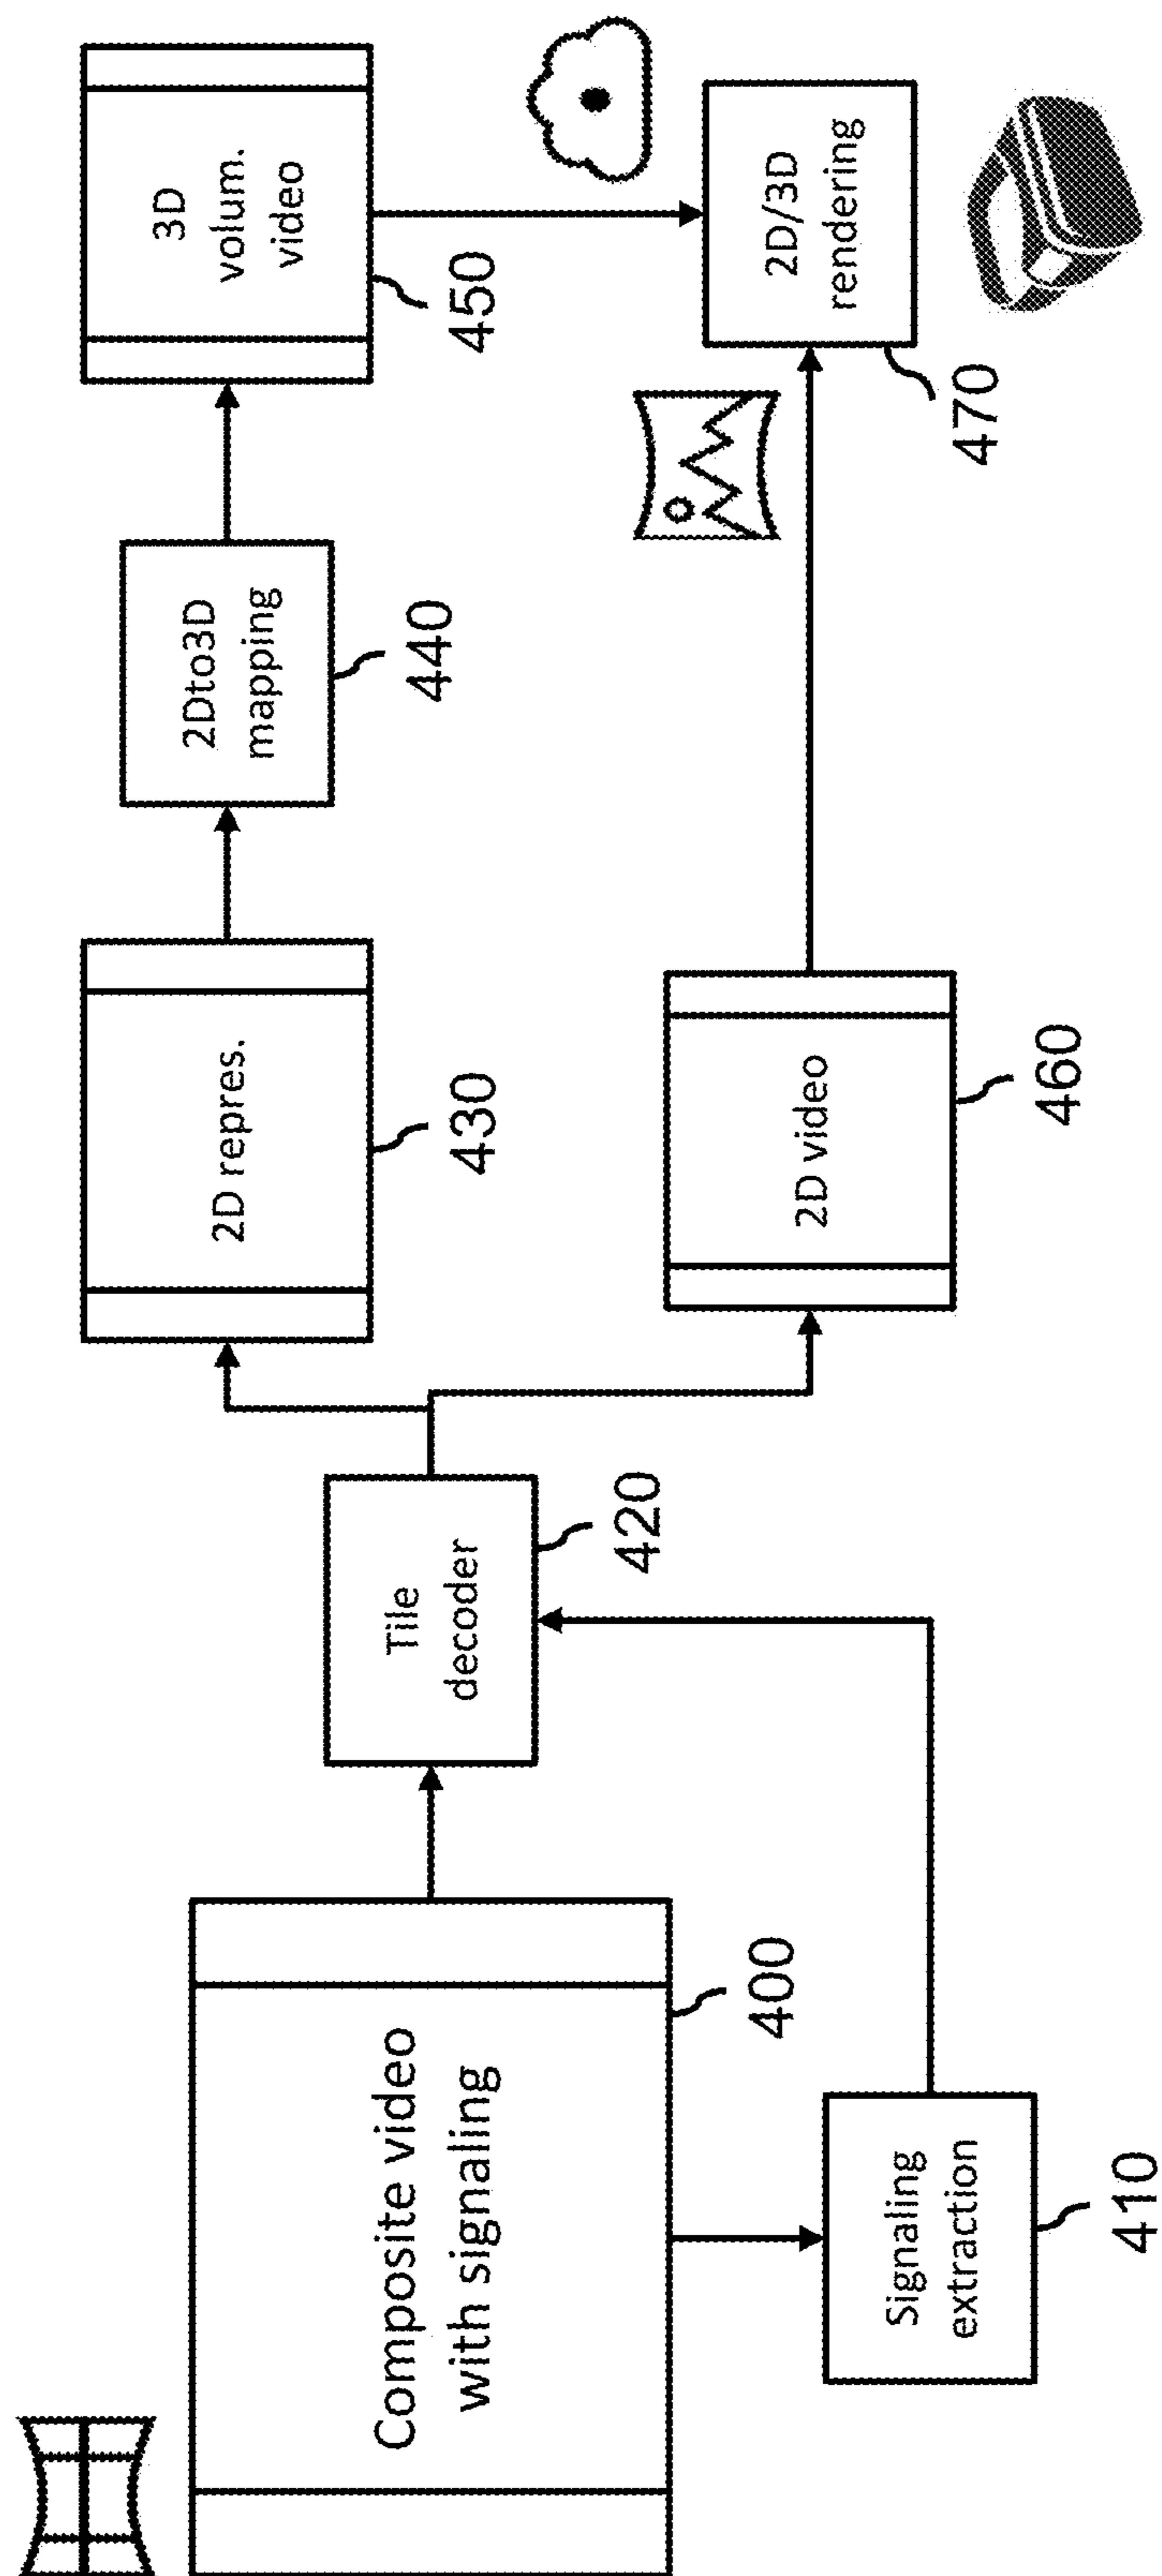 Composite video
with signaling
400
Signaling
extraction
410
Tile
decoder
420
2D repres.
430
2Dto3D
mapping
440
3D
volum.
video
450
2D video
460
2D/3D
rendering
470